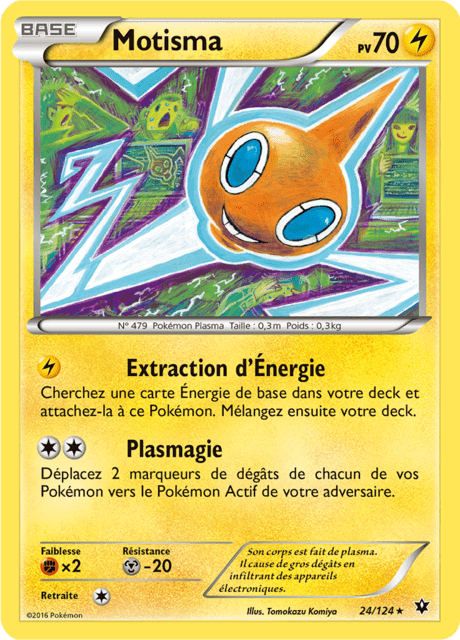 BASE
Motisma
PV70
N° 479 Pokémon Plasma Taille : 0,3m Poids : 0,3kg
Extraction d'Énergie
Cherchez une carte Énergie de base dans votre deck et
attachez-la à ce Pokémon. Mélangez ensuite votre deck.
Plasmagie
Déplacez 2 marqueurs de dégâts de chacun de vos
Pokémon vers le Pokémon Actif de votre adversaire.
Faiblesse
×2
Résistance
-20
Retraite
Son corps est fait de plasma.
Il cause de gros dégâts en
infiltrant des appareils
électroniques.
©2016 Pokémon
Illus. Tomokazu Komiya
24/124 ★